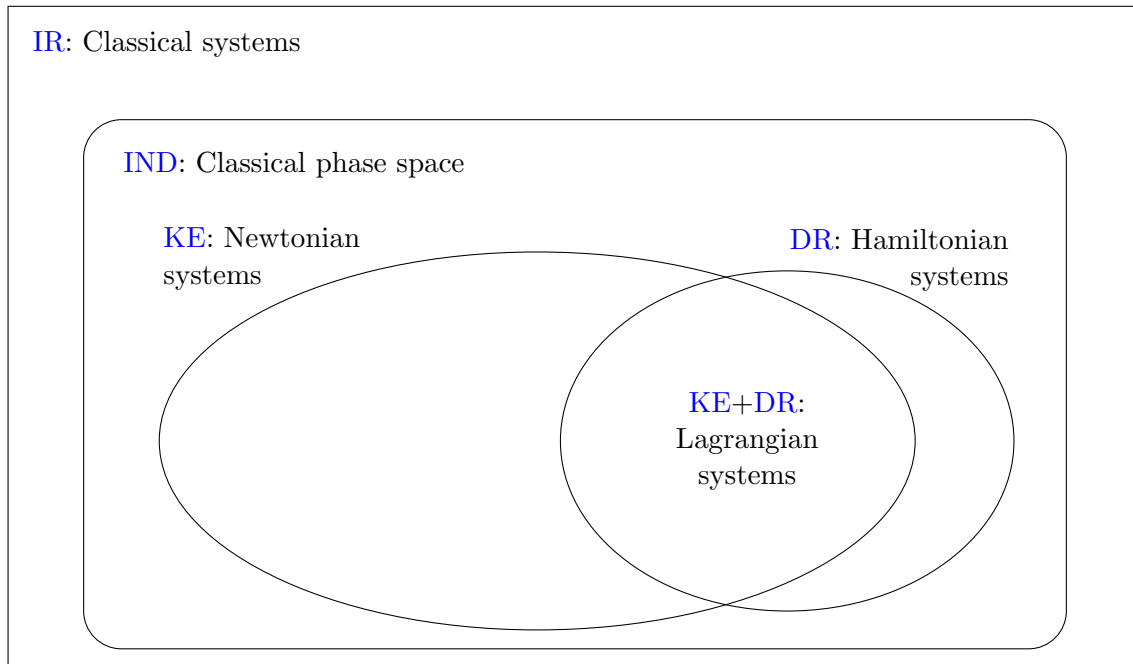 IR: Classical systems
IND: Classical phase space
KE: Newtonian
systems
DR: Hamiltonian
systems
KE+DR:
Lagrangian
systems